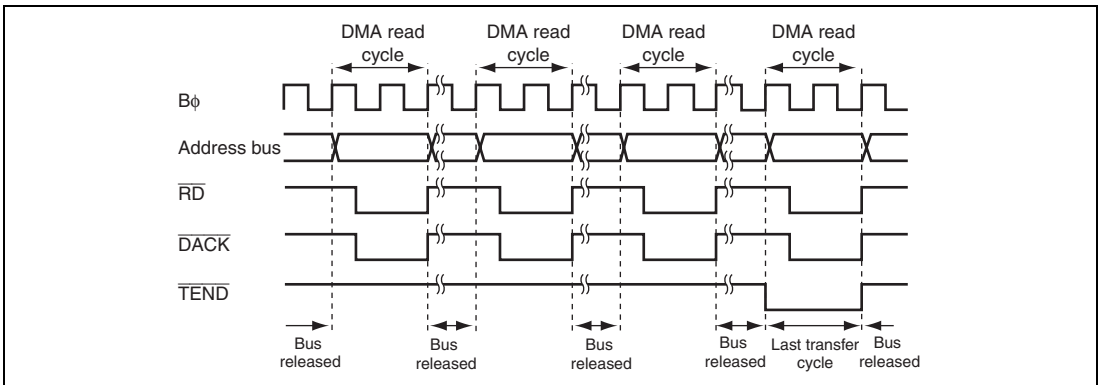 DMA read cycle
DMA read cycle
DMA read cycle
DMA read cycle
Bφ
Address bus
RD
DACK
TEND
Bus released
Bus released
Bus released
Bus released
Last transfer cycle
Bus released